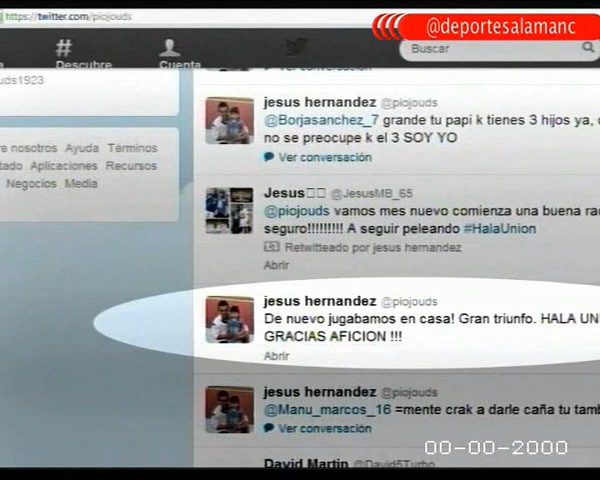 https://twitter.com/piojouds
@deportesalamanc
#
Descubre
Cuenta
Buscar
uds1923
Ver conversación
jesus hernandez @piojouds
@Borjasanchez_7 grande tu papi k tienes 3 hijos ya,
no se preocupe k el 3 SOY YO
Ver conversación
re nosotros Ayuda Términos
tado Aplicaciones Recursos
Negocios Media
Jesus @JesusMB_65
@piojouds vamos mes nuevo comienza una buena rac
seguro!!!!!!!!! A seguir peleando #HalaUnion
Retwitteado por jesus hernandez
Abrir
jesus hernandez @piojouds
De nuevo jugabamos en casa! Gran triunfo. HALA UN
GRACIAS AFICION !!!
Abrir
jesus hernandez @piojouds
@Manu_marcos_16 =mente crak a darle caña tu tamb
Ver conversación
00-00-2000
David Martin @David5Turbo